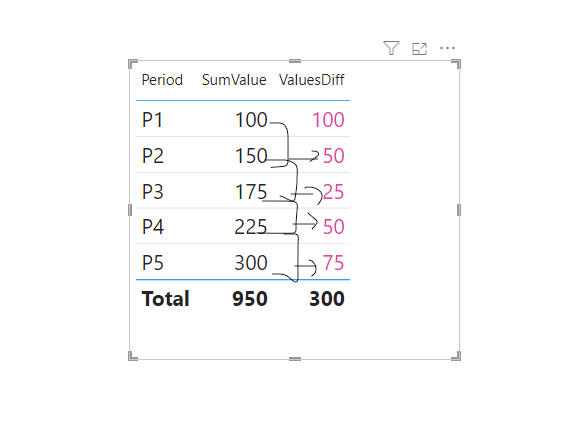 Period SumValue ValuesDiff
P1 100 100
P2 150 50
P3 175 25
P4 225 50
P5 300 75
Total 950 300